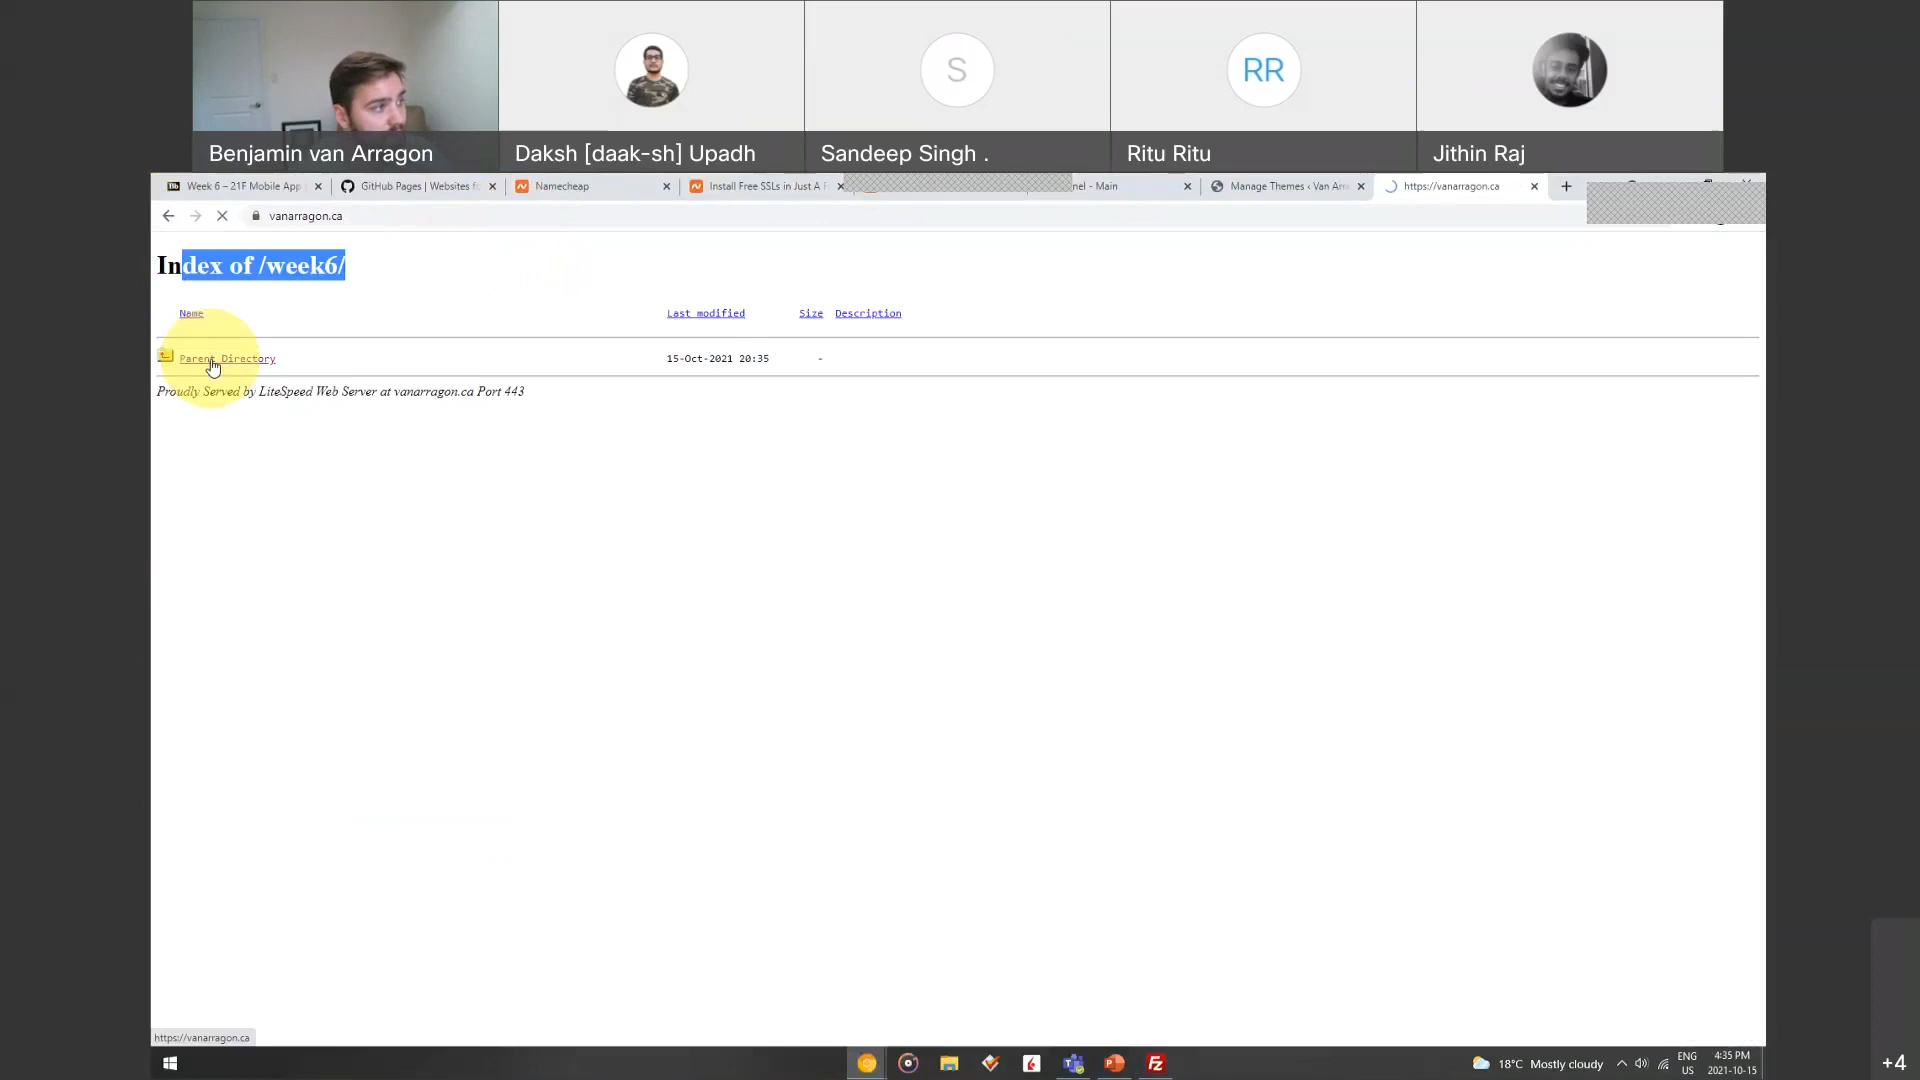 S
RR
Benjamin van Arragon
Daksh [daak-sh] Upadh
Sandeep Singh .
Ritu Ritu
Jithin Raj
Week 6 – 21F Mobile App
GitHub Pages | Websites fo
Namecheap
Install Free SSLs in Just A F
nel - Main
Manage Themes ‹ Van Arr
https://vanarragon.ca
vanarragon.ca
Index of /week6/
Name Last modified Size Description
Parent Directory 15-Oct-2021 20:35 -
Proudly Served by LiteSpeed Web Server at vanarragon.ca Port 443
https://vanarragon.ca
18°C Mostly cloudy
ENG
US
4:35 PM
2021-10-15
+4